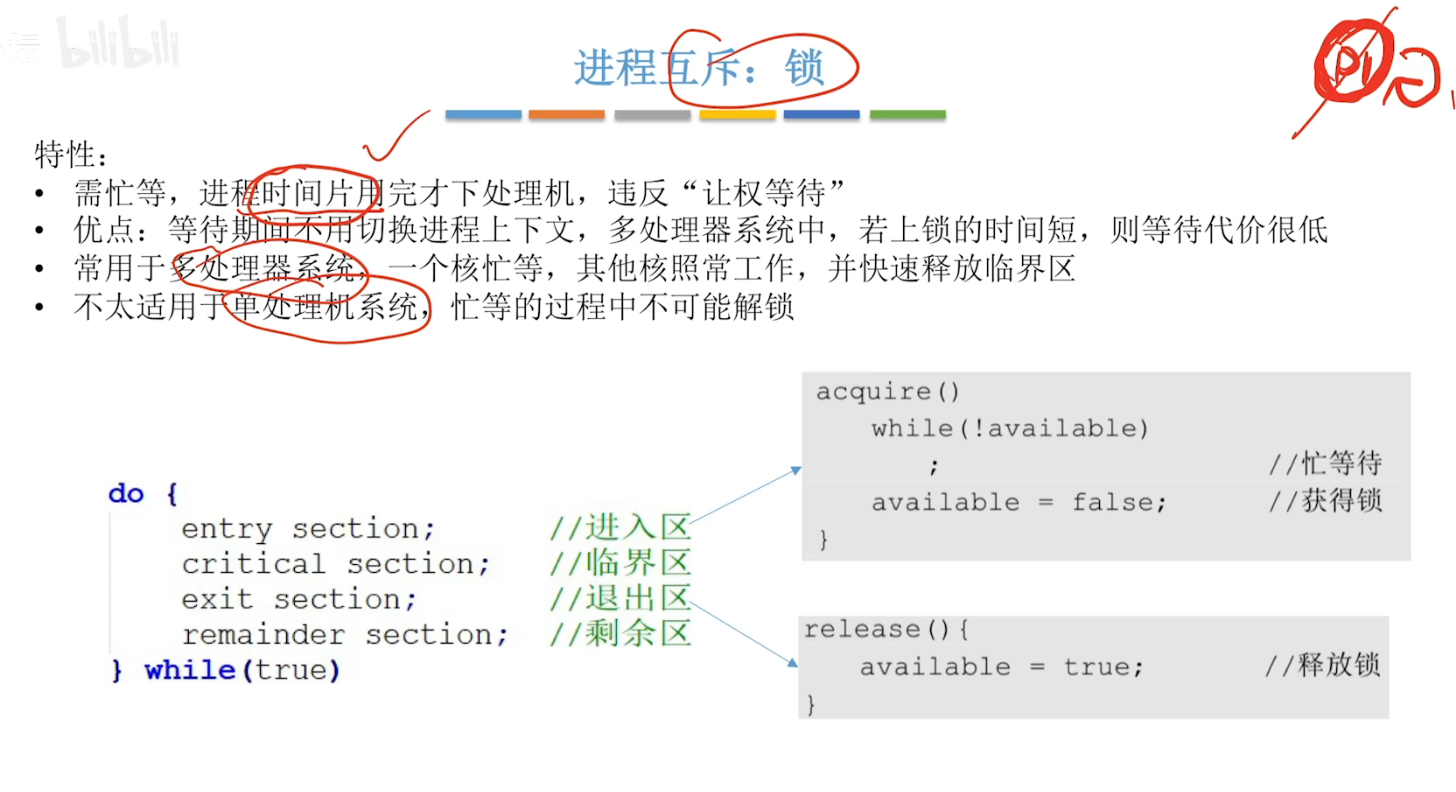 bilibili
进程互斥：锁
P1
特性：
• 需忙等，进程时间片用完才下处理机，违反“让权等待”
• 优点：等待期间不用切换进程上下文，多处理器系统中，若上锁的时间短，则等待代价很低
• 常用于多处理器系统，一个核忙等，其他核照常工作，并快速释放临界区
• 不太适用于单处理机系统，忙等的过程中不可能解锁
acquire()
while(!available)
; //忙等待
available = false; //获得锁
}
do {
entry section; //进入区
critical section; //临界区
exit section; //退出区
remainder section; //剩余区
} while(true)
release(){
available = true; //释放锁
}